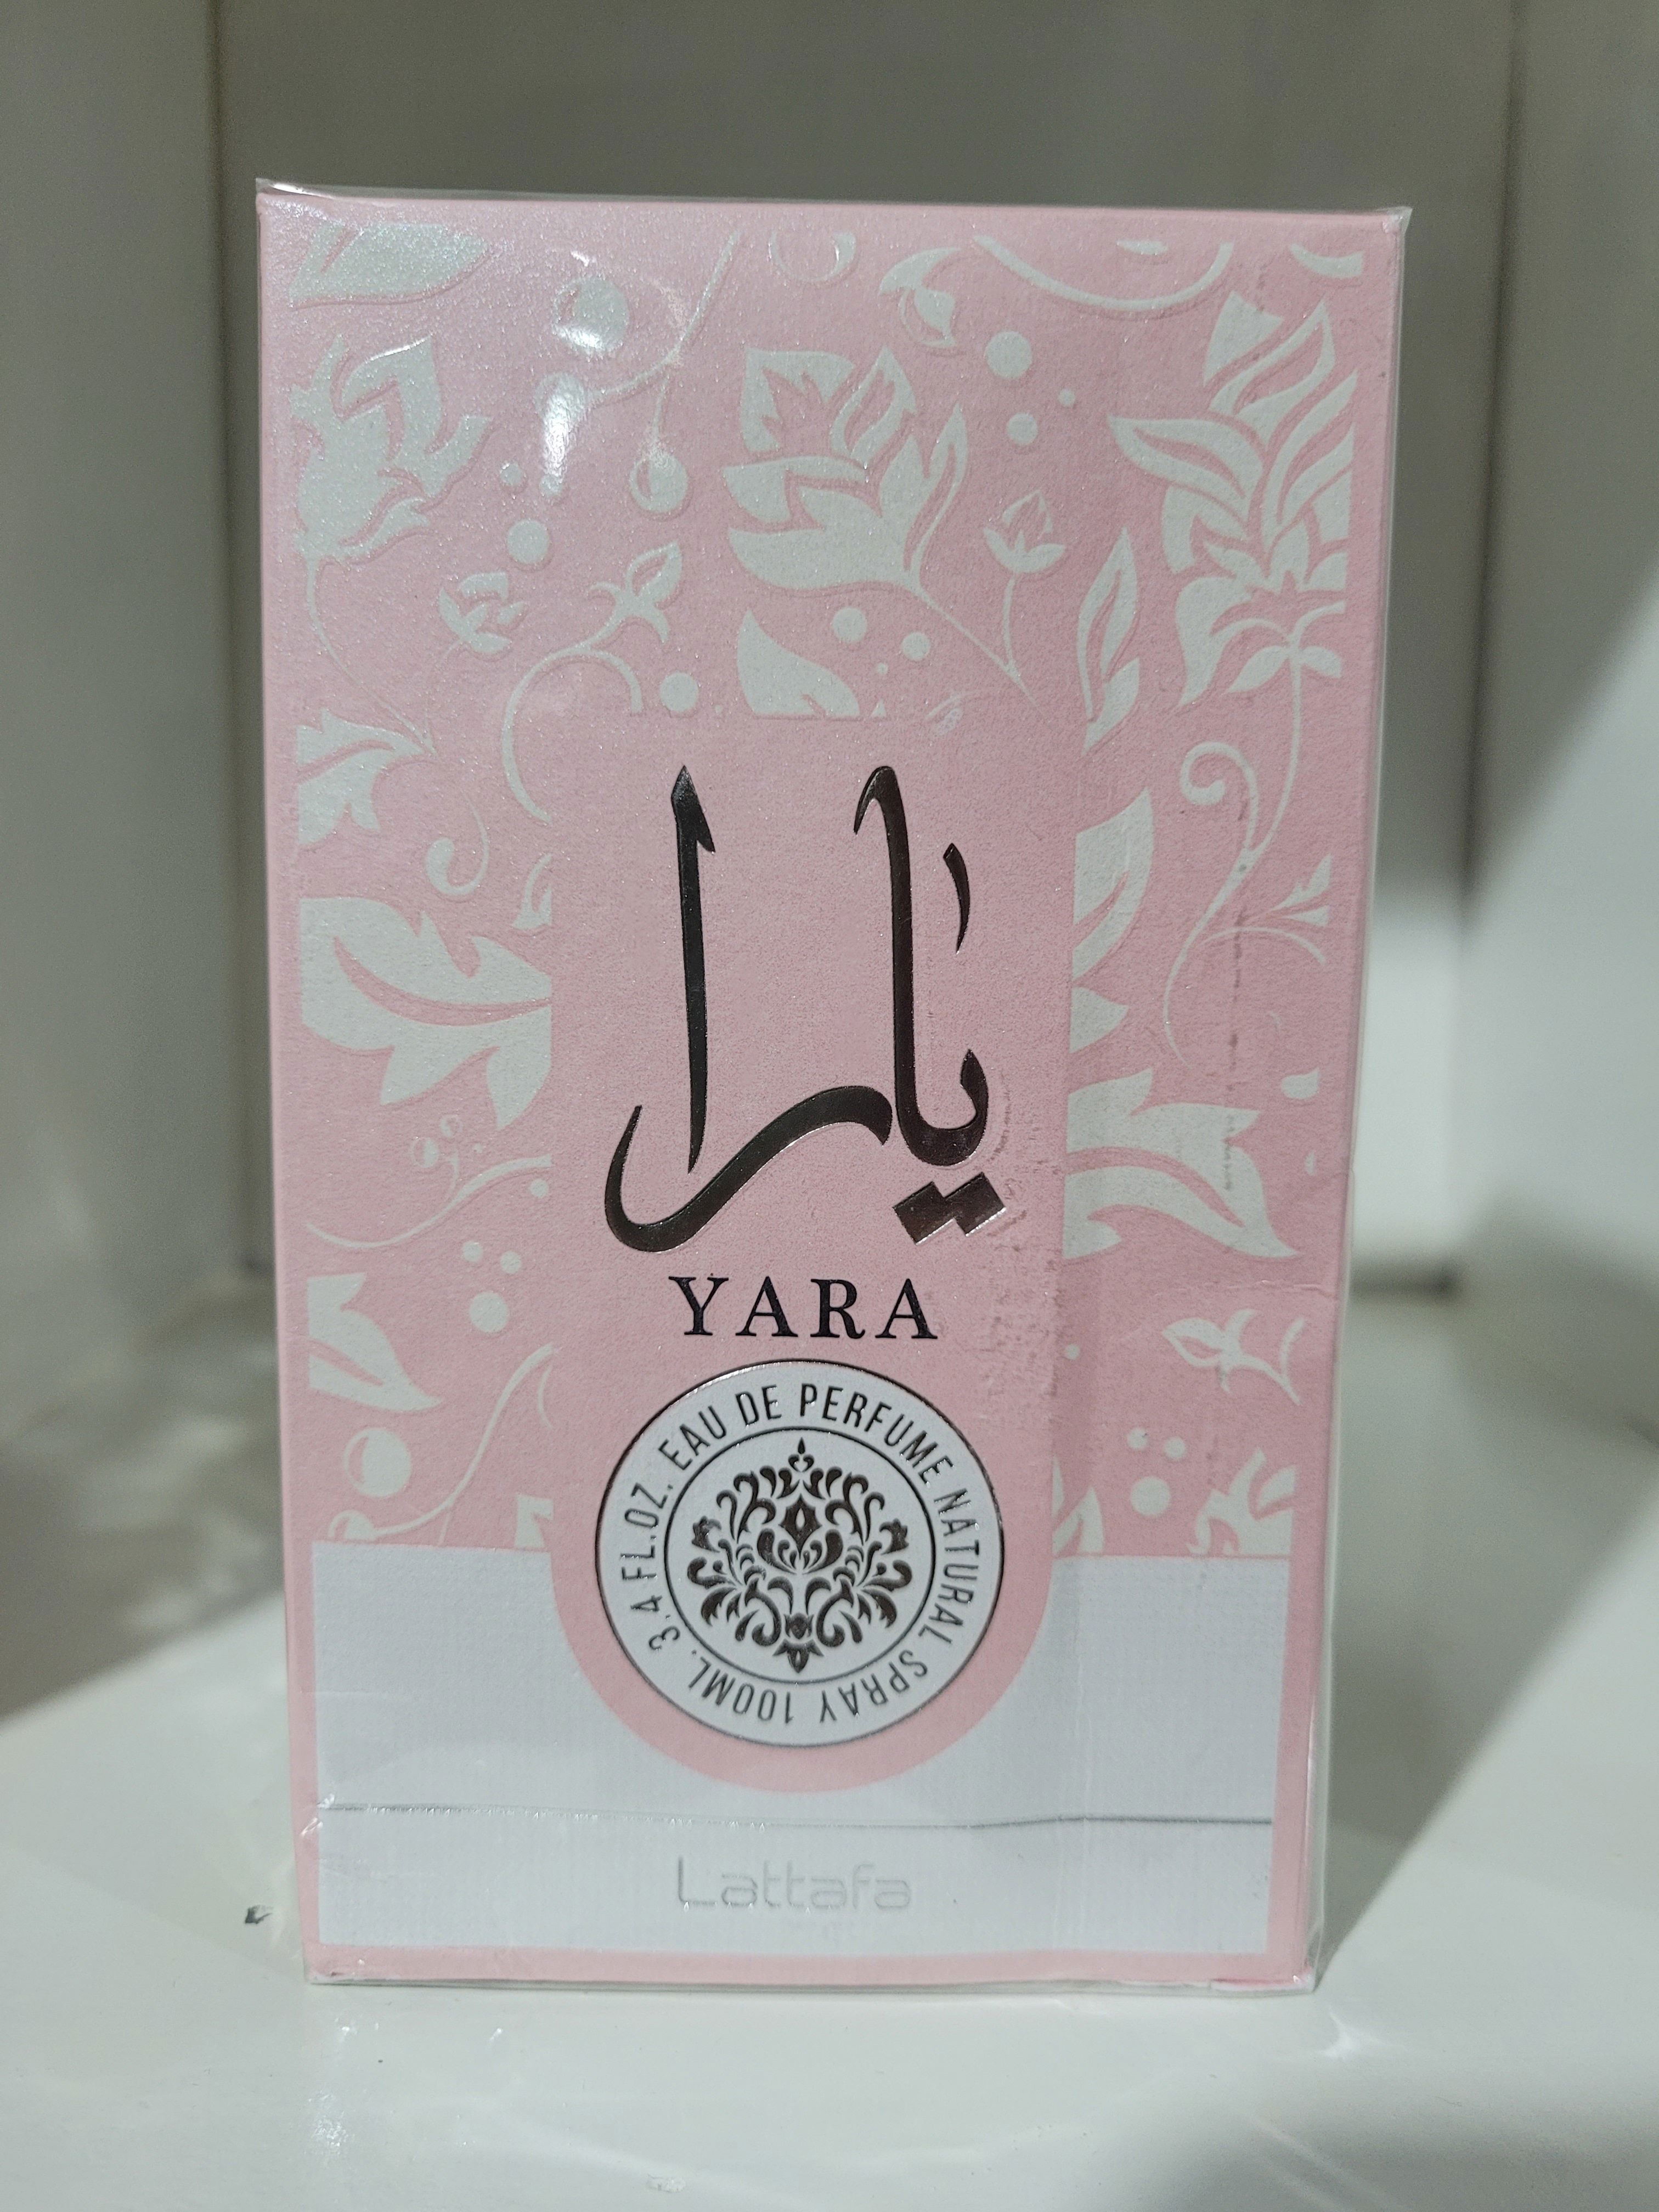 يارا
YARA
3.4 FL.OZ. EAU DE PERFUME NATURAL SPRAY 100ML.
Lattafa